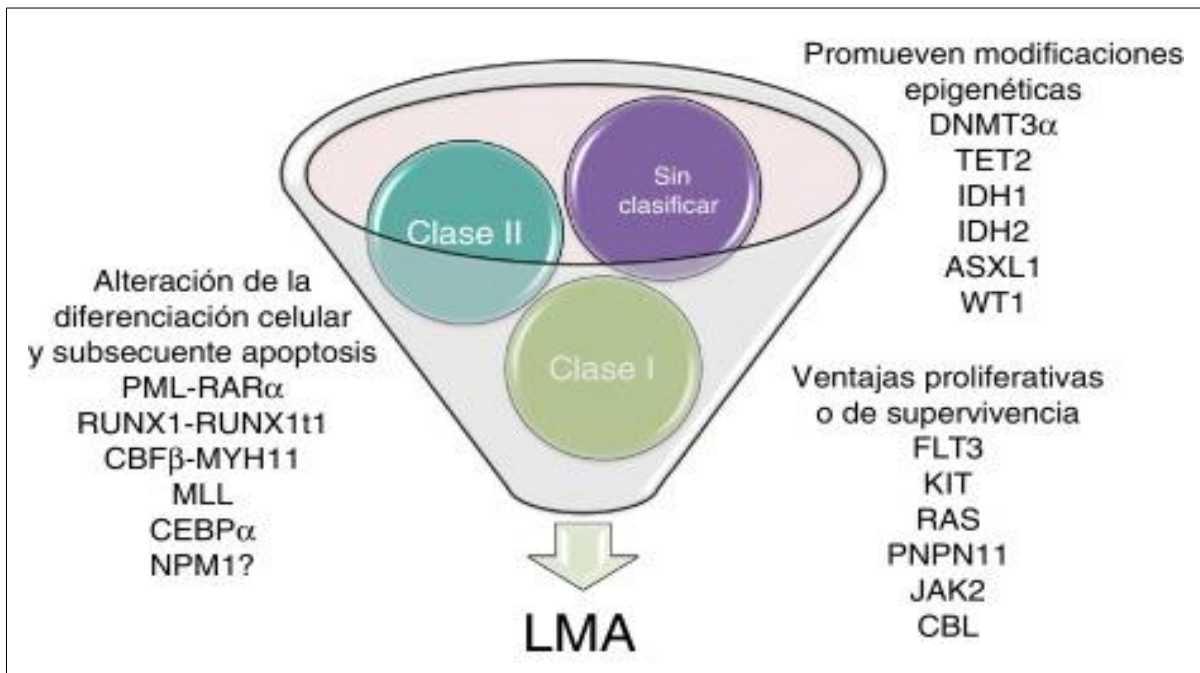 Promueven modificaciones
epigenéticas
DNMT3α
TET2
IDH1
IDH2
ASXL1
WT1
Sin
clasificar
Clase II
Clase I
Alteración de la
diferenciación celular
y subsecuente apoptosis
PML-RARα
RUNX1-RUNX1t1
CBFβ-MYH11
MLL
CEBPα
NPM1?
Ventajas proliferativas
o de supervivencia
FLT3
KIT
RAS
PNPN11
JAK2
CBL
LMA